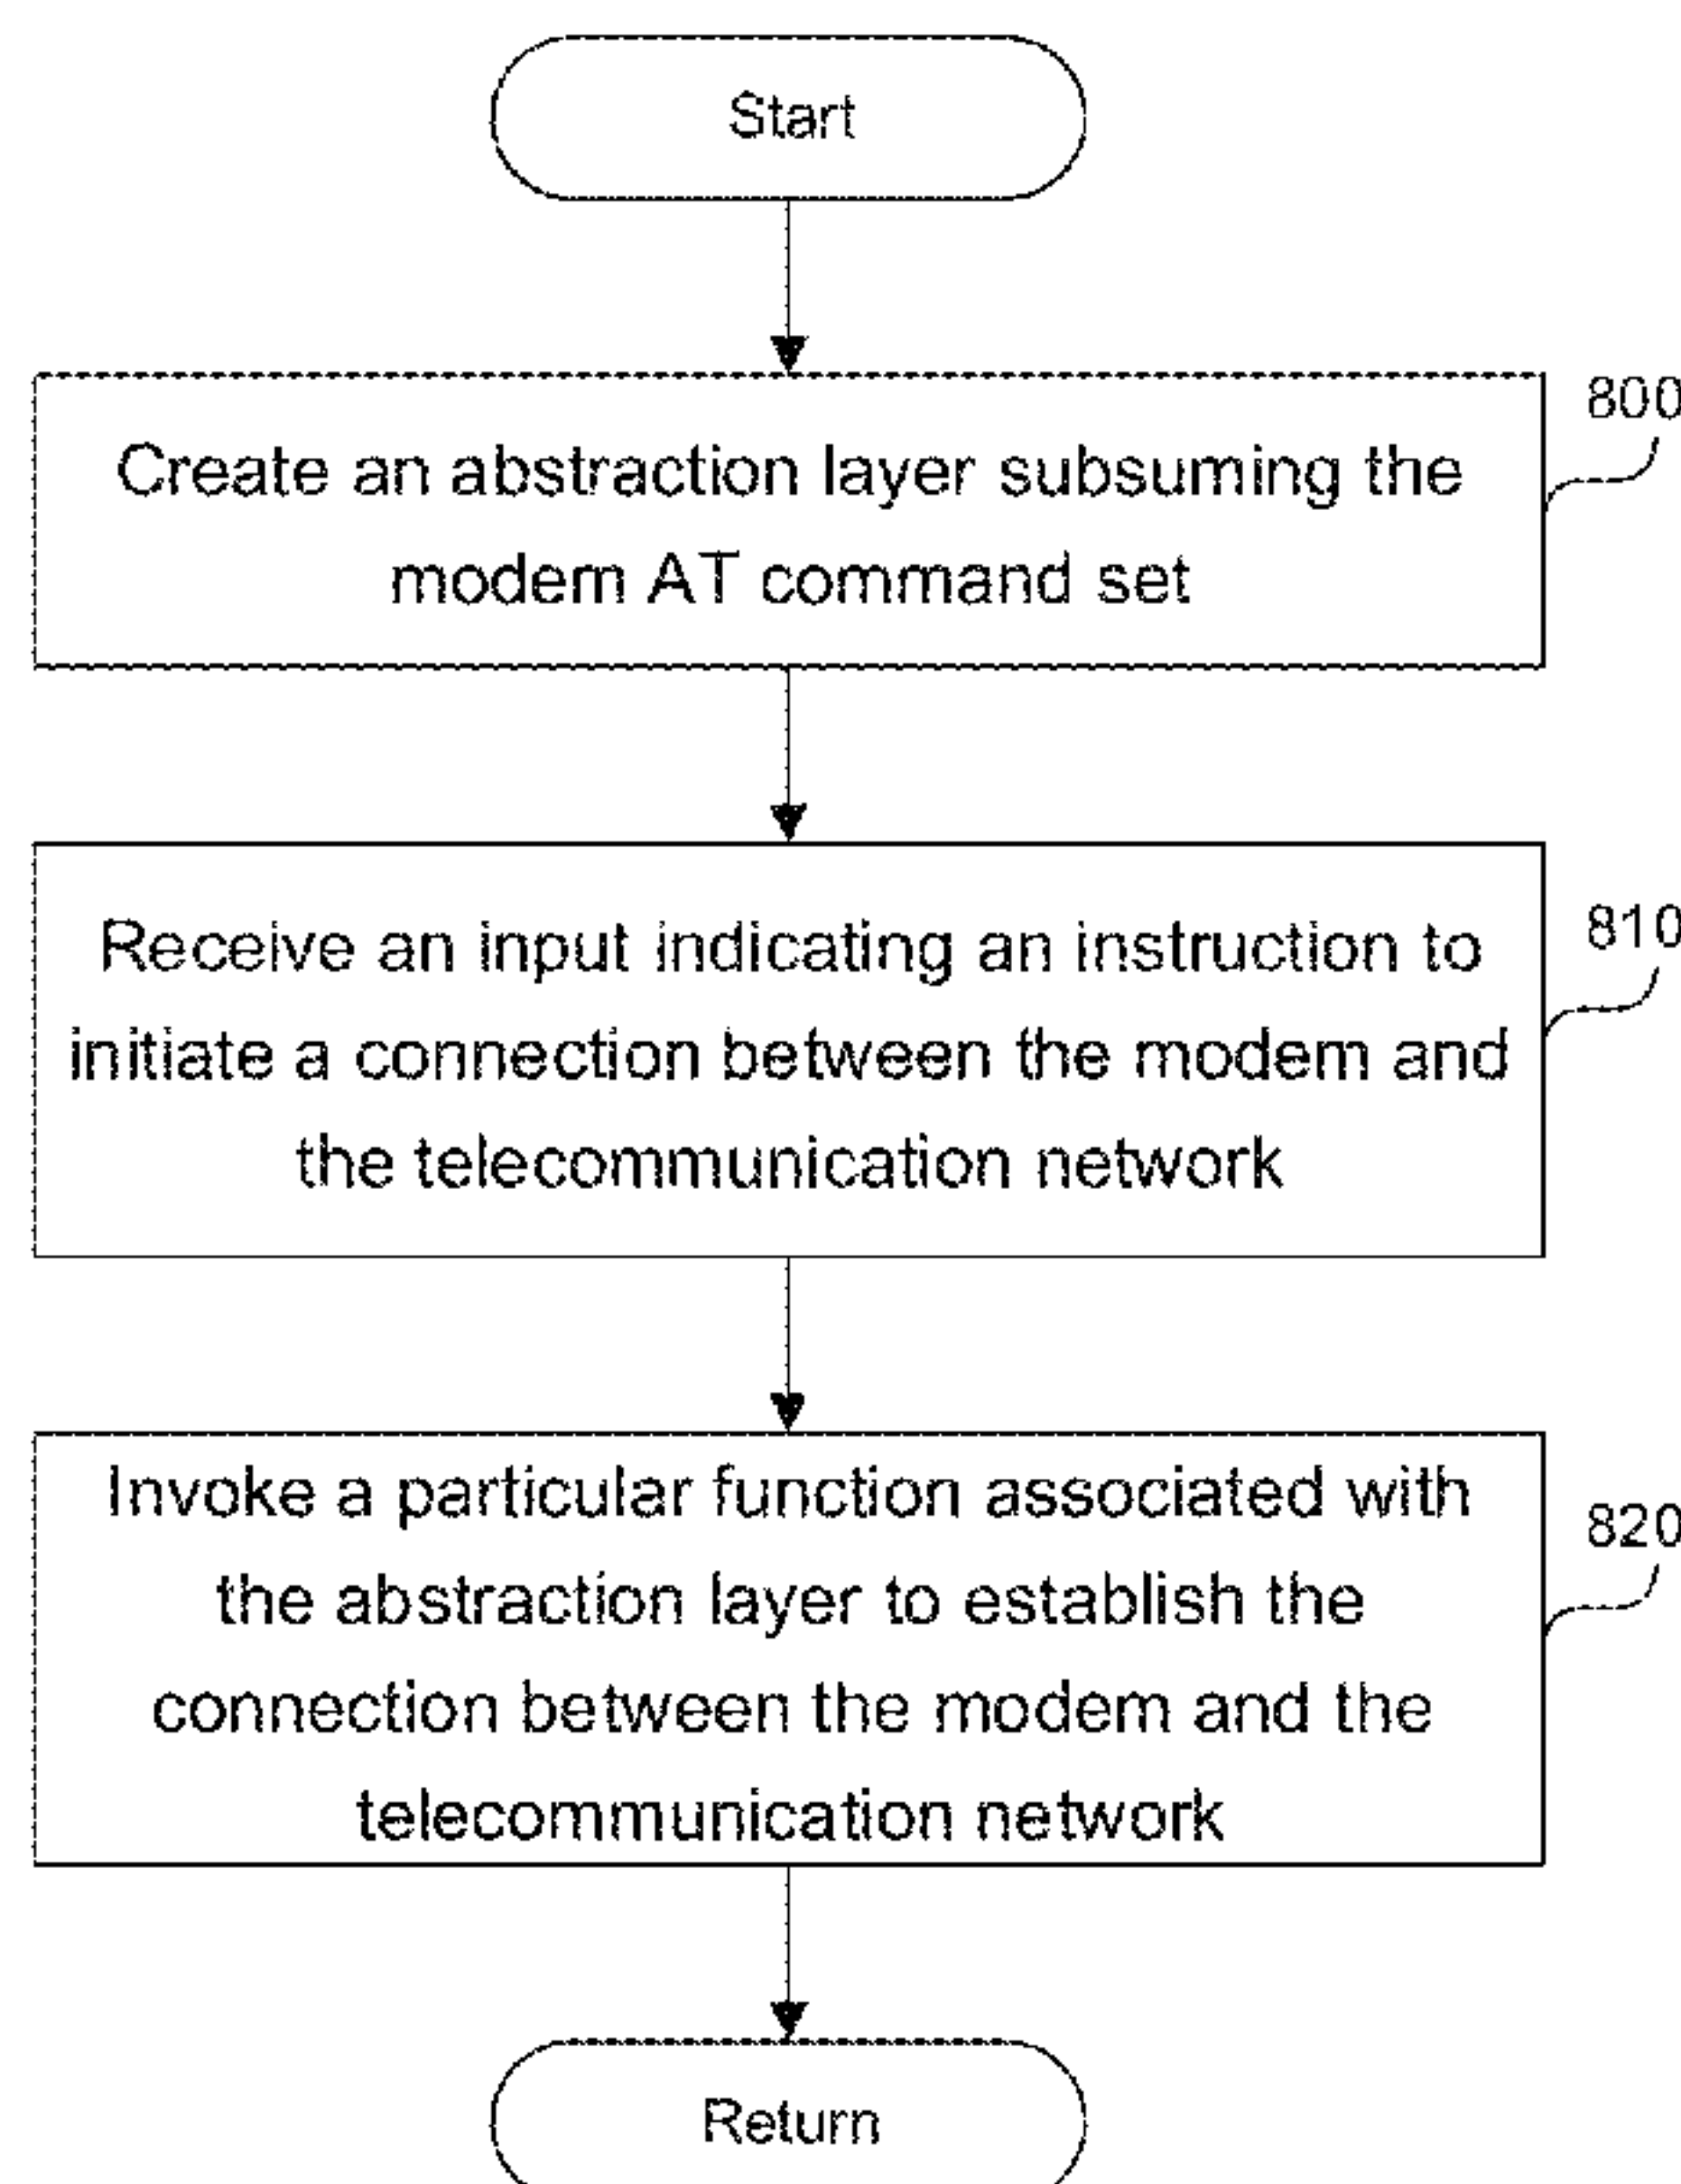 Start
800
Create an abstraction layer subsuming the
modem AT command set
810
Receive an input indicating an instruction to
initiate a connection between the modem and
the telecommunication network
820
Invoke a particular function associated with
the abstraction layer to establish the
connection between the modem and the
telecommunication network
Return